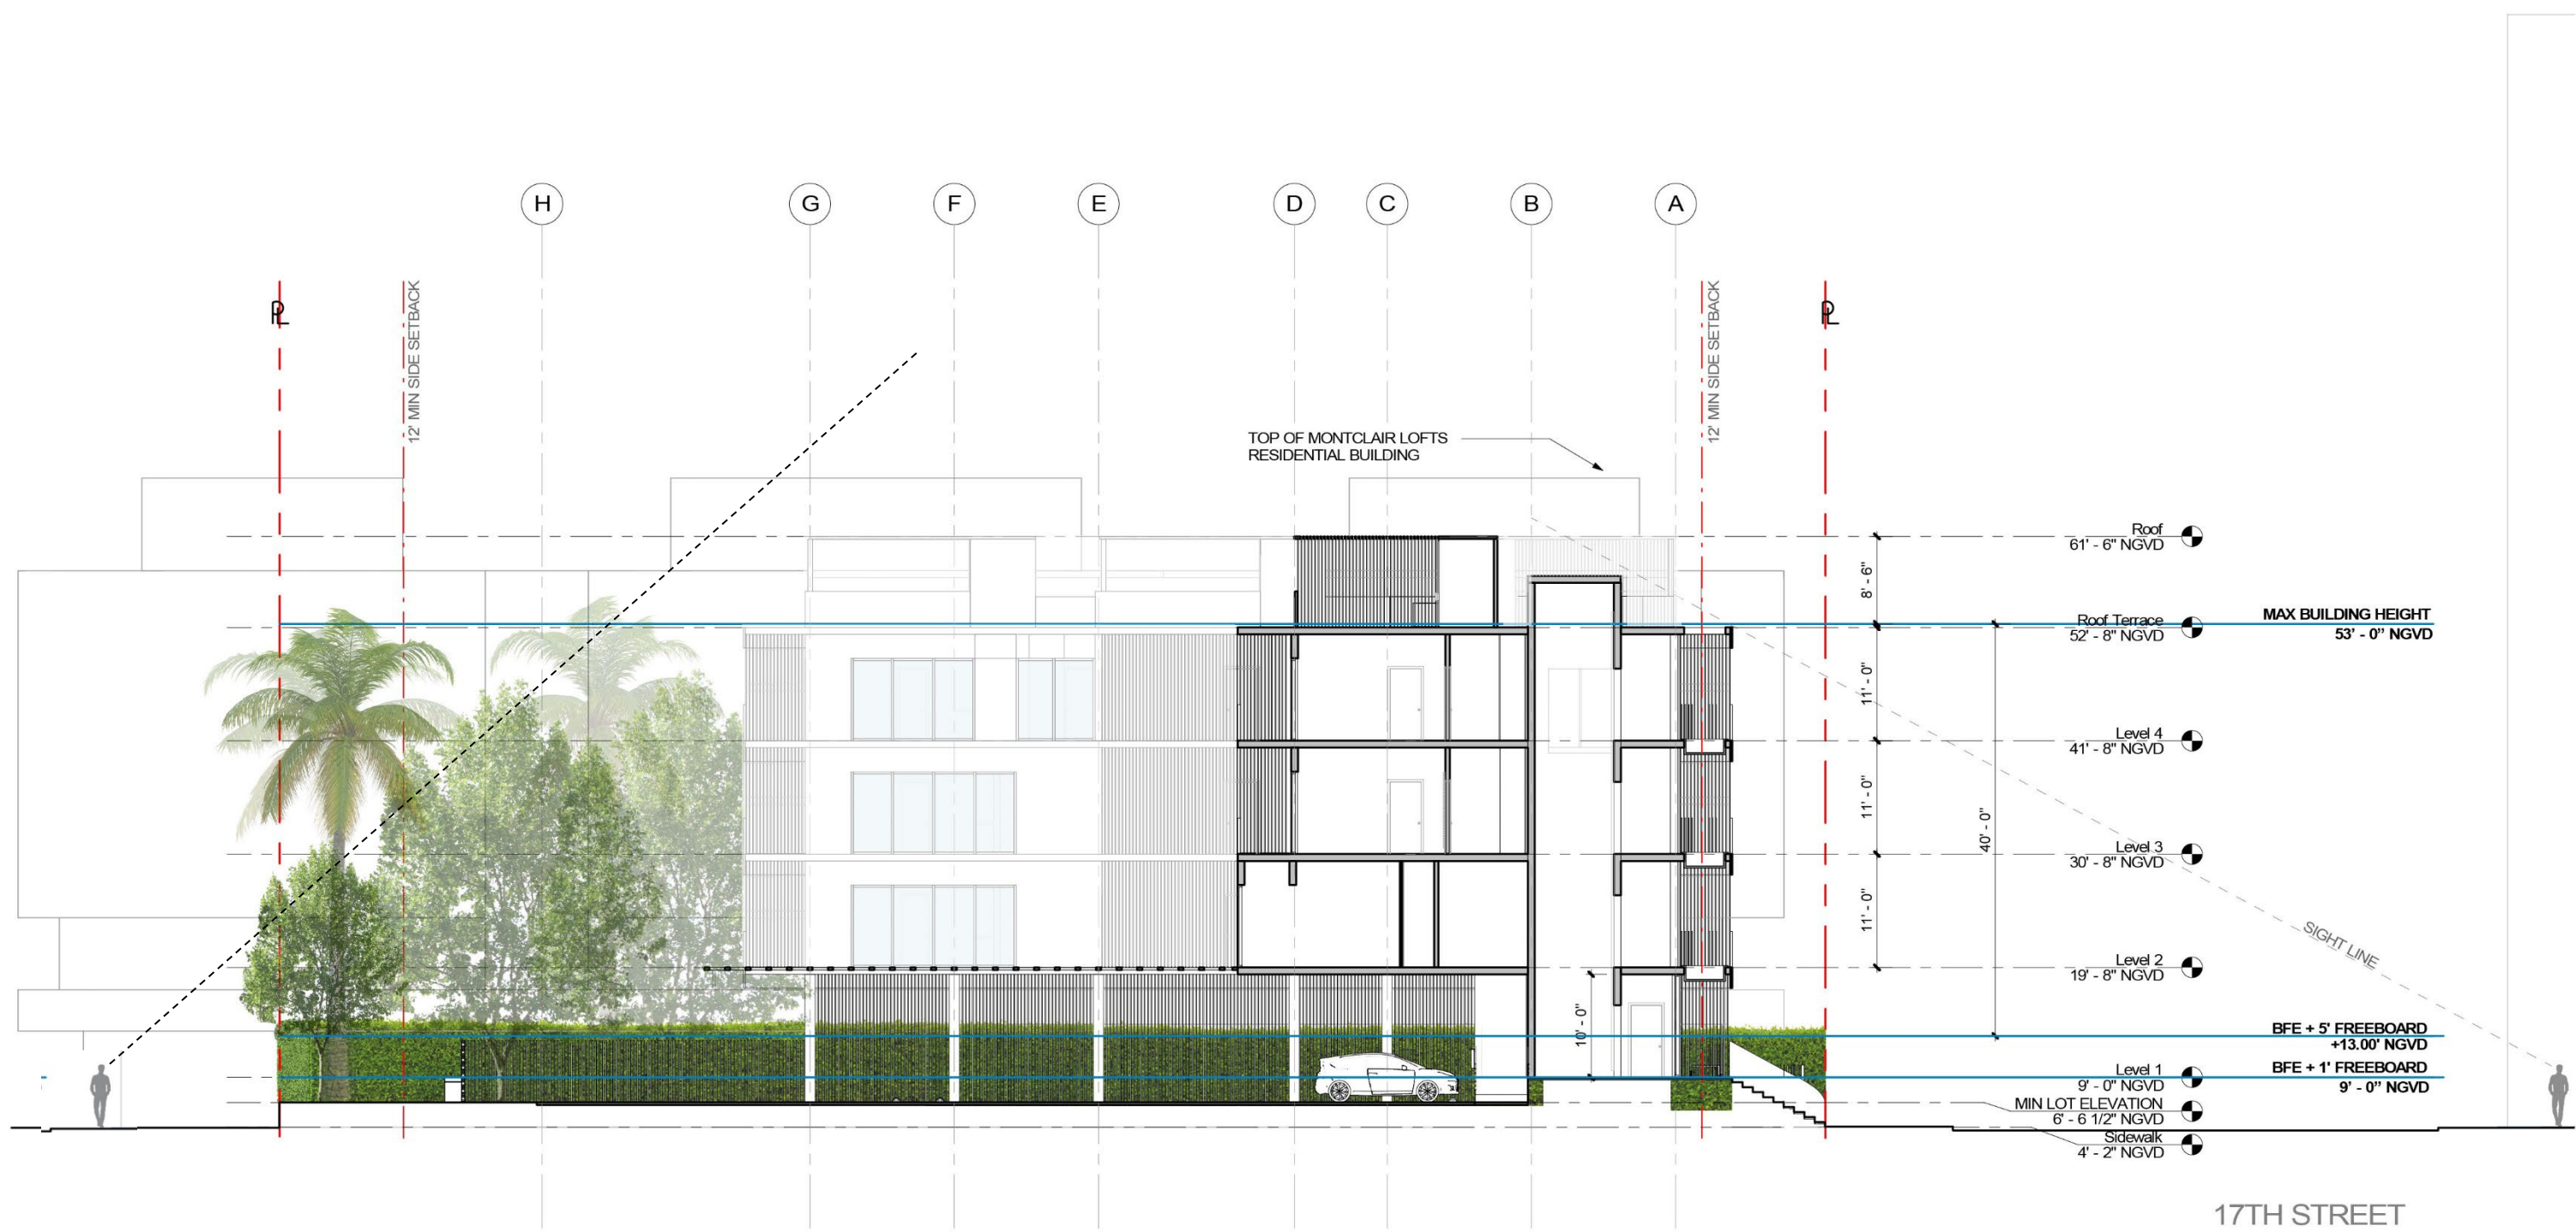 H
G
F
E
D
C
B
A
PL
12' MIN SIDE SETBACK
12' MIN SIDE SETBACK
PL
TOP OF MONTCLAIR LOFTS
RESIDENTIAL BUILDING
Roof
61' - 6" NGVD
8' - 6"
MAX BUILDING HEIGHT
53' - 0" NGVD
Roof Terrace
52' - 8" NGVD
11' - 0"
Level 4
41' - 8" NGVD
11' - 0"
40' - 0"
Level 3
30' - 8" NGVD
11' - 0"
SIGHT LINE
Level 2
19' - 8" NGVD
10' - 0"
BFE + 5' FREEBOARD
+13.00' NGVD
Level 1
9' - 0" NGVD
BFE + 1' FREEBOARD
9' - 0" NGVD
MIN LOT ELEVATION
6' - 6 1/2" NGVD
Sidewalk
4' - 2" NGVD
17TH STREET